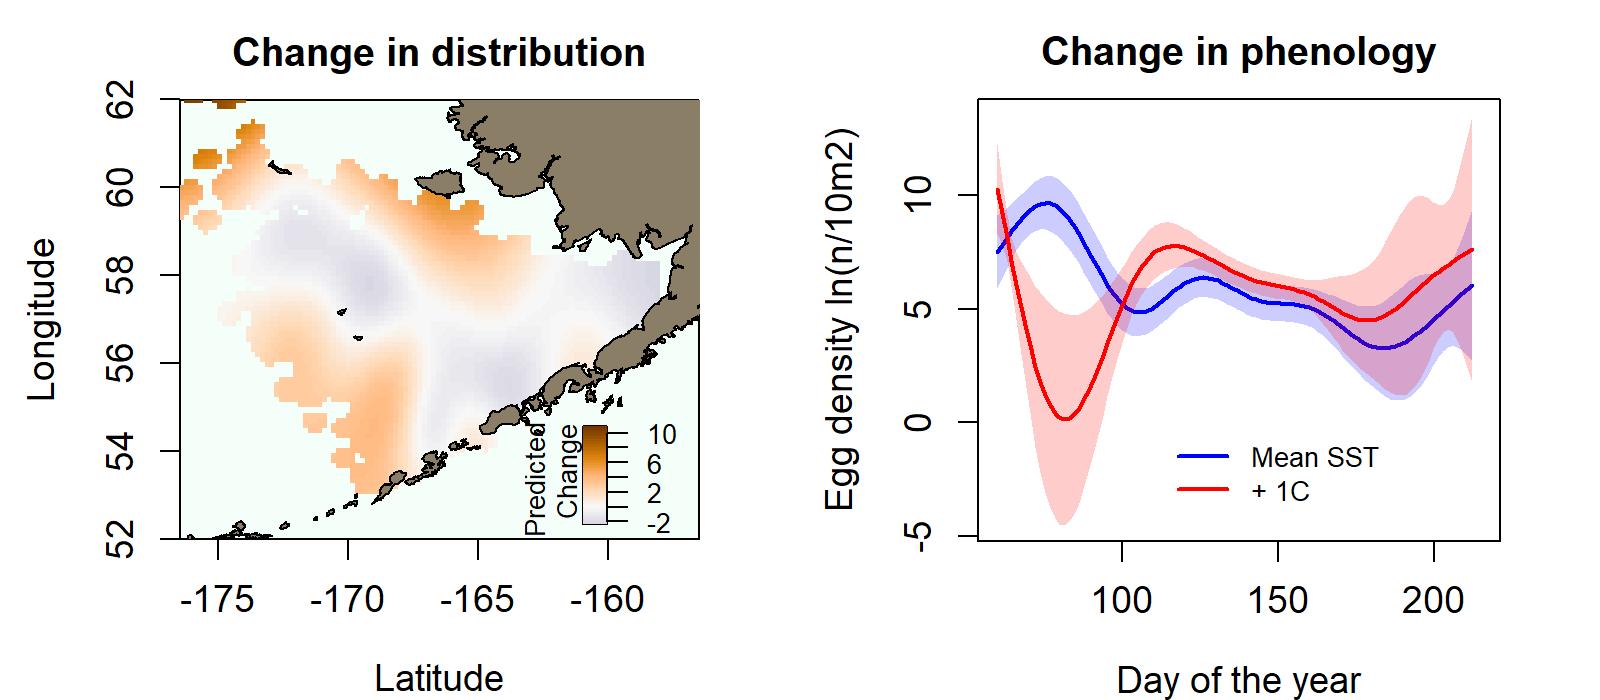 Change in distribution
Longitude
62
60
58
56
54
52
Predicted
Change
10
6
2
-2
-175
-170
-165
-160
Latitude
Change in phenology
Egg density ln(n/10m2)
10
5
0
-5
Mean SST
+ 1C
100
150
200
Day of the year